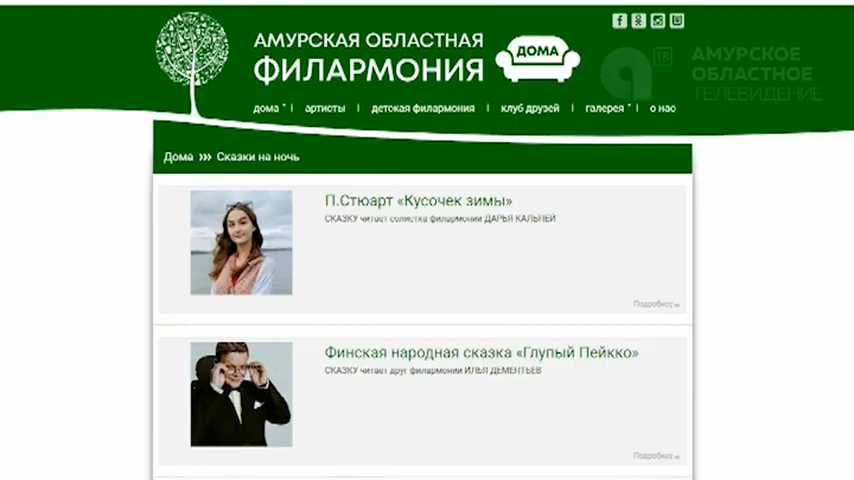 АМУРСКАЯ ОБЛАСТНАЯ
ФИЛАРМОНИЯ
ДОМА
ТВ
АМУРСКОЕ
ОБЛАСТНОЕ
ТЕЛЕВИДЕНИЕ
дома
артисты
детская филармония
клуб друзей
галерея
о нас
Дома »» Сказки на ночь
П.Стюарт «Кусочек зимы»
СКАЗКУ читает солистка филармонии ДАРЬЯ КАЛЬНЕЙ
Подробнее »»
Финская народная сказка «Глупый Пейкко»
СКАЗКУ читает друг филармонии ИЛЬЯ ДЕМЕНТЬЕВ
Подробнее »»